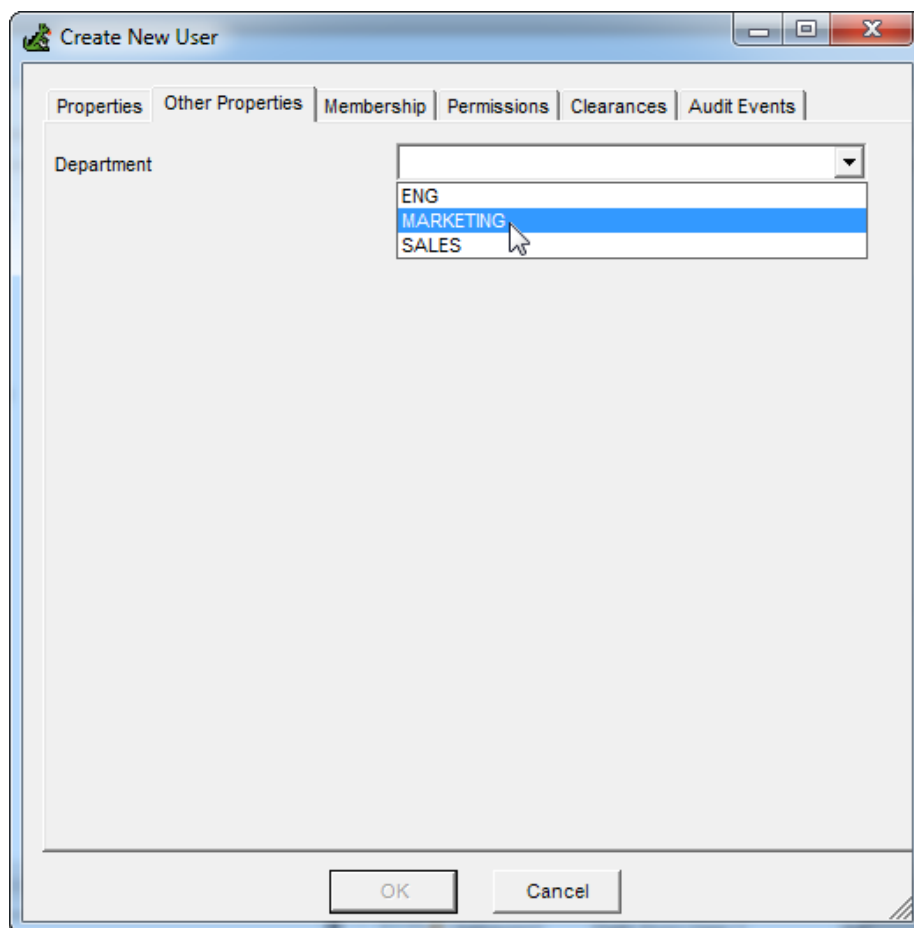 Create New User
Properties Other Properties Membership Permissions Clearances Audit Events
Department
ENG
MARKETING
SALES
OK Cancel